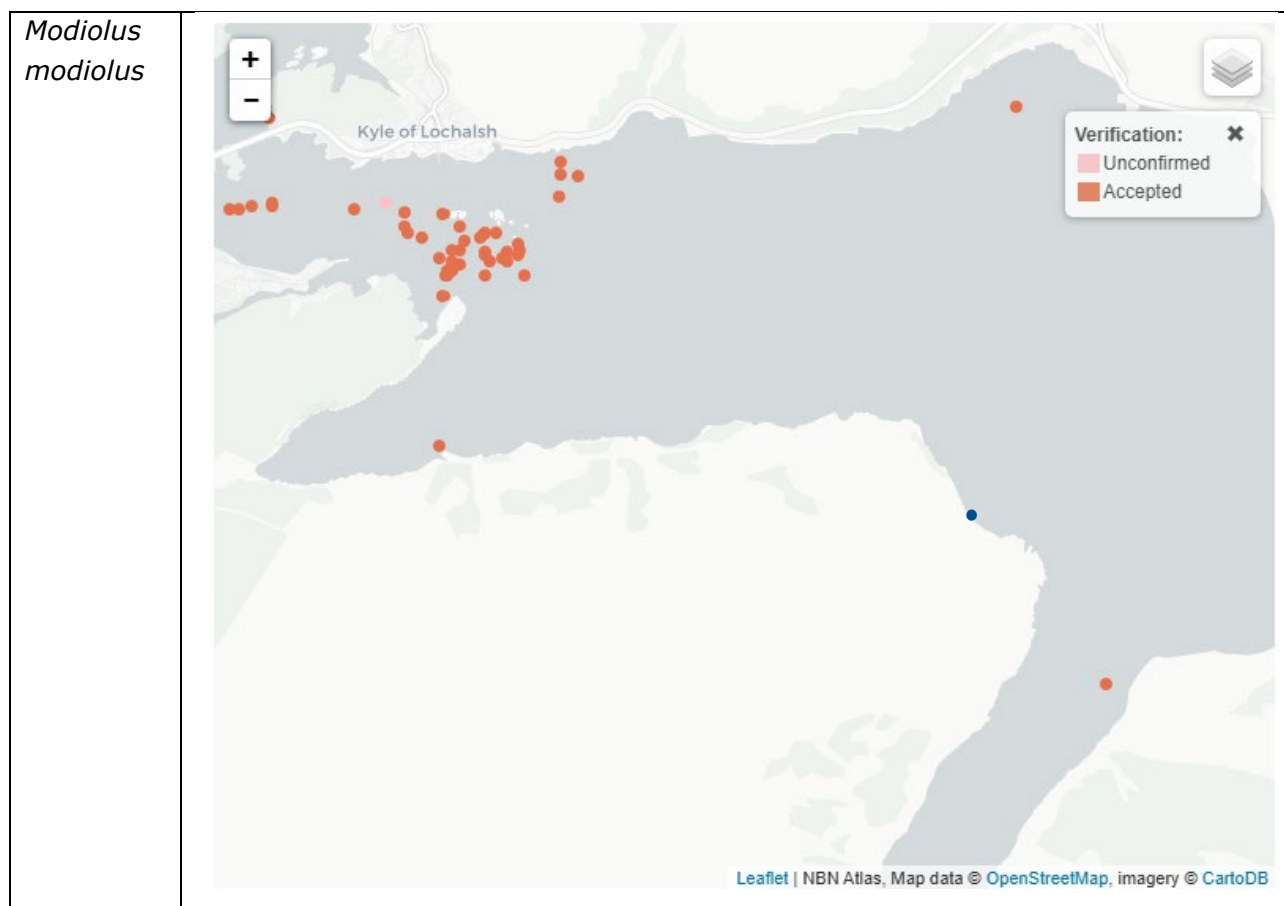 Modiolus
modiolus
+
−
Kyle of Lochalsh
Verification: ✖
Unconfirmed
Accepted
Leaflet | NBN Atlas, Map data © OpenStreetMap, imagery © CartoDB